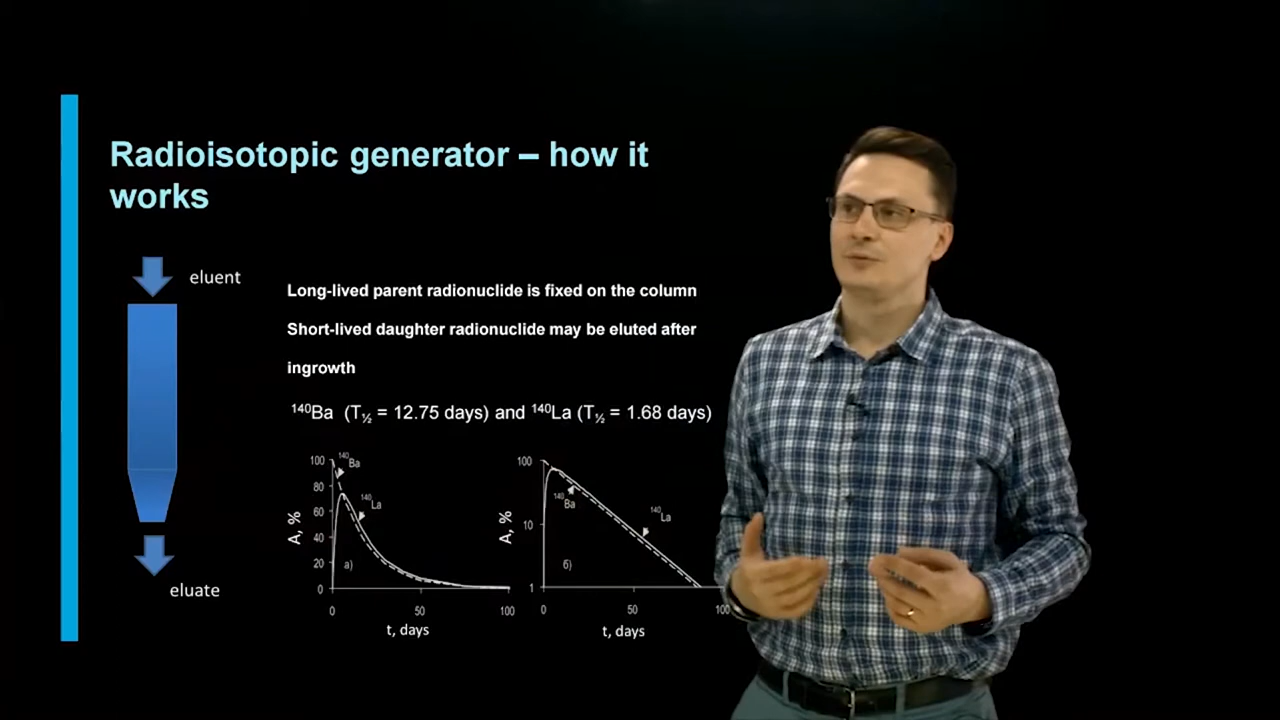 Radioisotopic generator – how it
works
eluent
Long-lived parent radionuclide is fixed on the column
Short-lived daughter radionuclide may be eluted after
ingrowth
¹⁴⁰Ba (T½ = 12.75 days) and ¹⁴⁰La (T½ = 1.68 days)
eluate
A, %
100
80
60
40
20
0
¹⁴⁰Ba
¹⁴⁰La
а)
0 50 100
t, days
A, %
100
10
1
¹⁴⁰Ba
¹⁴⁰La
б)
0 50 100
t, days